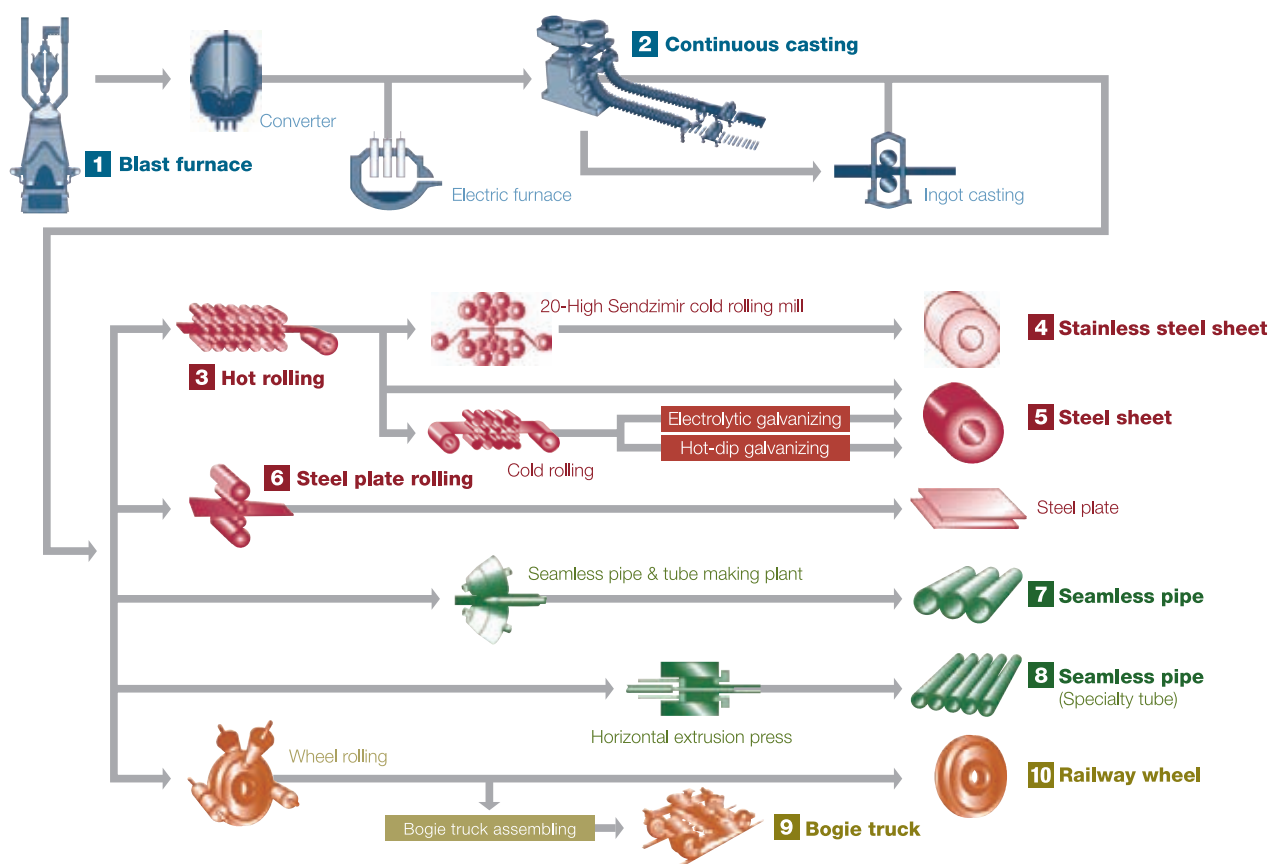 2 Continuous casting
Converter
1 Blast furnace
Electric furnace
Ingot casting
20-High Sendzimir cold rolling mill
4 Stainless steel sheet
3 Hot rolling
Electrolytic galvanizing
5 Steel sheet
Hot-dip galvanizing
Cold rolling
6 Steel plate rolling
Steel plate
Seamless pipe & tube making plant
7 Seamless pipe
8 Seamless pipe
(Specialty tube)
Horizontal extrusion press
Wheel rolling
10 Railway wheel
Bogie truck assembling
9 Bogie truck